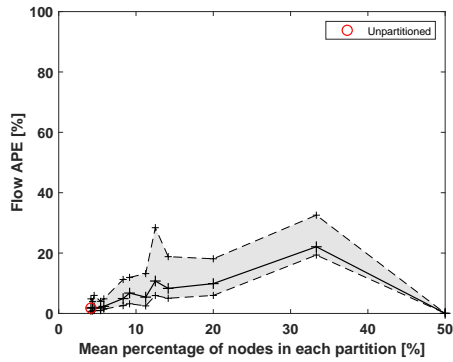 100
80
60
40
20
0
Flow APE [%]
Unpartitioned
0 10 20 30 40 50
Mean percentage of nodes in each partition [%]